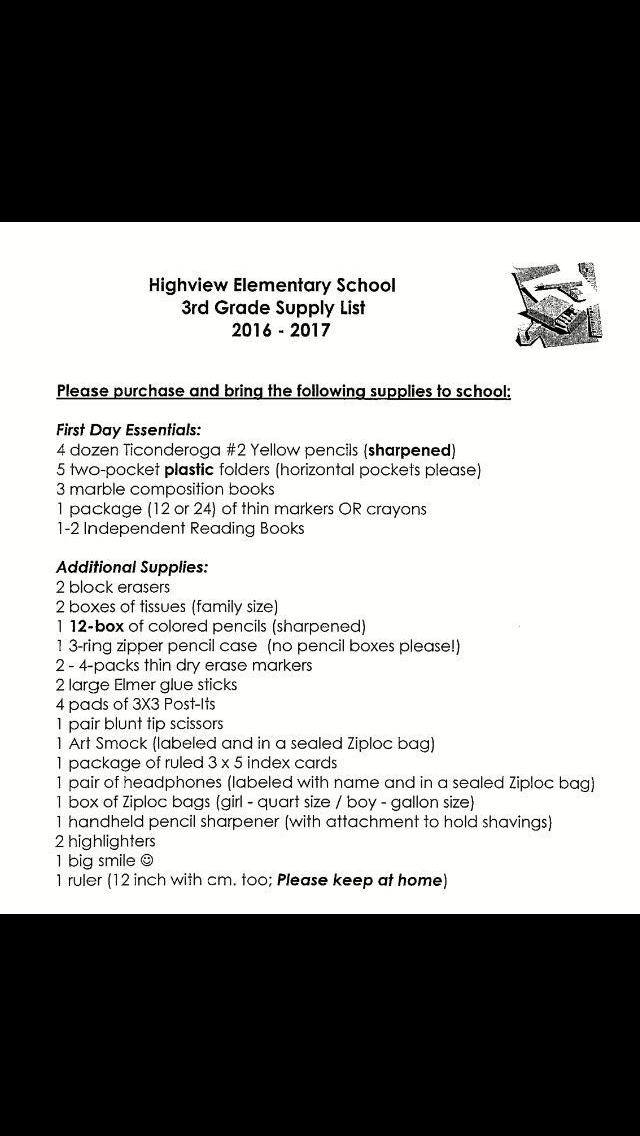 Highview Elementary School
3rd Grade Supply List
2016 - 2017
Please purchase and bring the following supplies to school:
First Day Essentials:
4 dozen Ticonderoga #2 Yellow pencils (sharpened)
5 two-pocket plastic folders (horizontal pockets please)
3 marble composition books
1 package (12 or 24) of thin markers OR crayons
1-2 Independent Reading Books
Additional Supplies:
2 block erasers
2 boxes of tissues (family size)
1 12-box of colored pencils (sharpened)
1 3-ring zipper pencil case (no pencil boxes please!)
2 - 4-packs thin dry erase markers
2 large Elmer glue sticks
4 pads of 3X3 Post-Its
1 pair blunt tip scissors
1 Art Smock (labeled and in a sealed Ziploc bag)
1 package of ruled 3 x 5 index cards
1 pair of headphones (labeled with name and in a sealed Ziploc bag)
1 box of Ziploc bags (girl - quart size / boy - gallon size)
1 handheld pencil sharpener (with attachment to hold shavings)
2 highlighters
1 big smile ☺
1 ruler (12 inch with cm. too; Please keep at home)